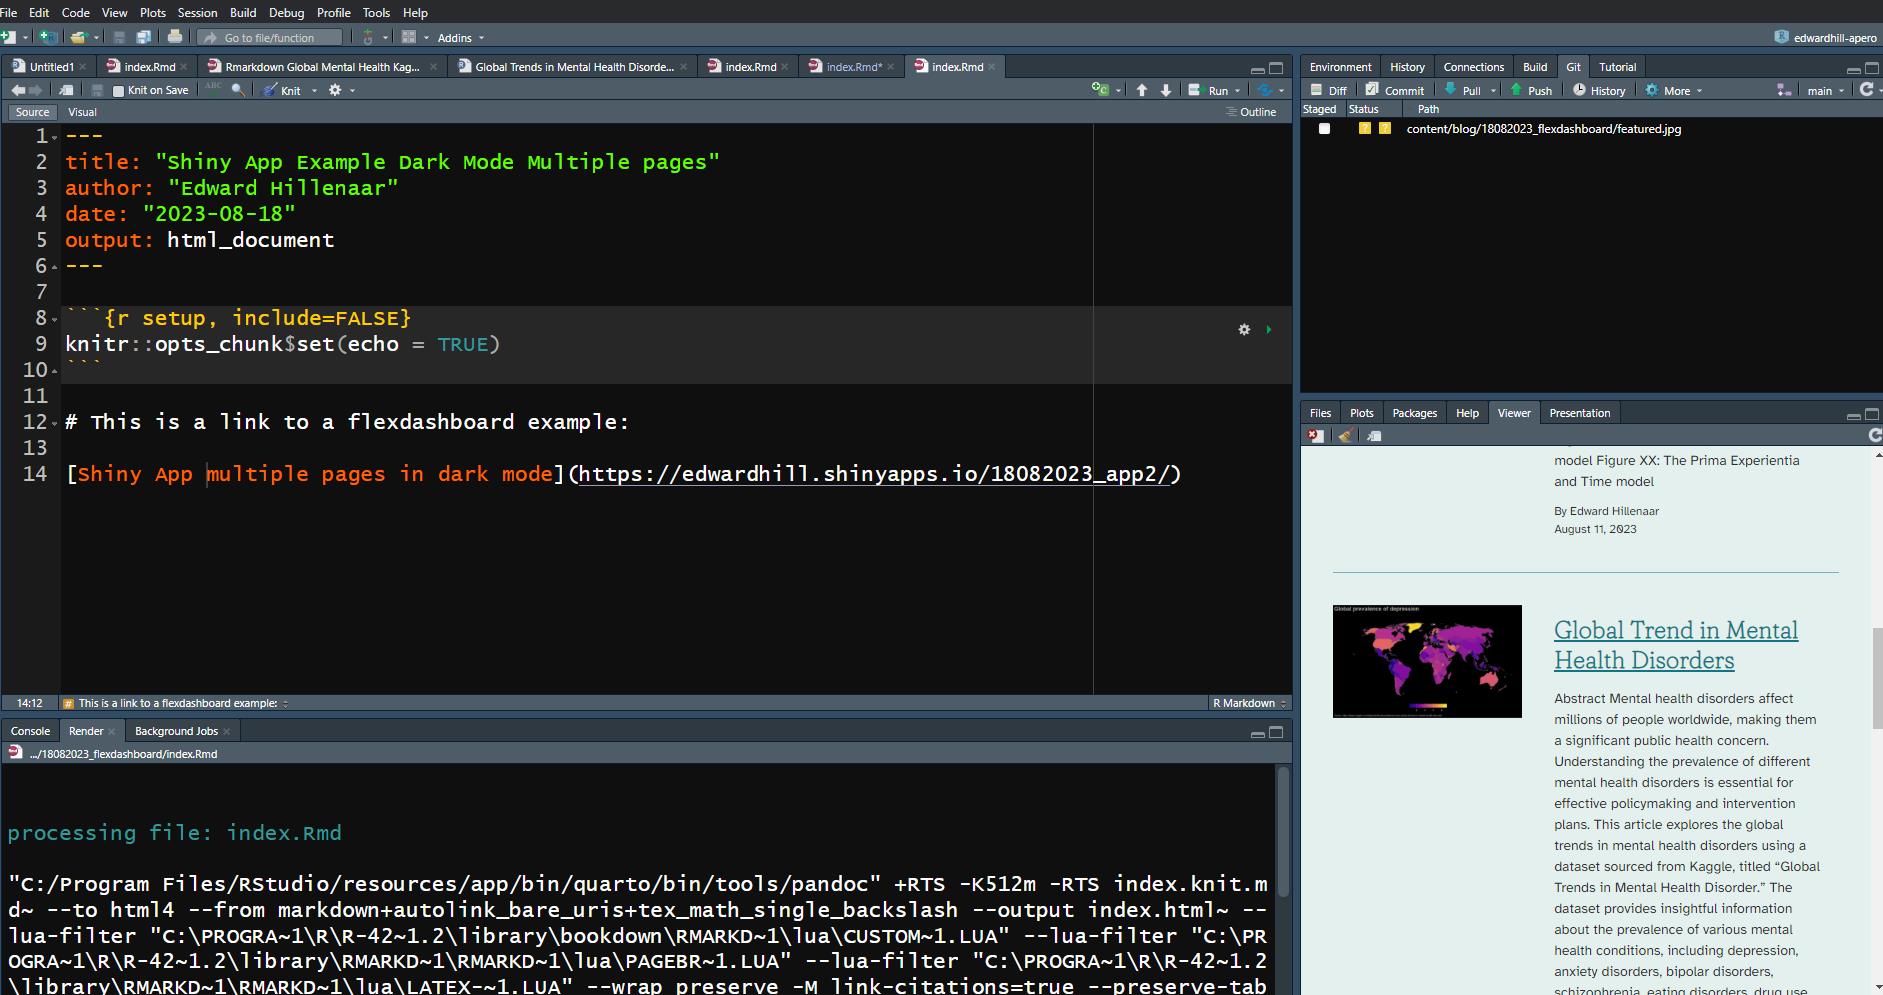 File Edit Code View Plots Session Build Debug Profile Tools Help
Go to file/function Addins edwardhill-apero
Untitled1 index.Rmd Rmarkdown Global Mental Health Kag... Global Trends in Mental Health Disorde... index.Rmd index.Rmd* index.Rmd
Knit on Save ABC Knit Run
Source Visual Outline
1 ---
2 title: "Shiny App Example Dark Mode Multiple pages"
3 author: "Edward Hillenaar"
4 date: "2023-08-18"
5 output: html_document
6 ---
7
8 ```{r setup, include=FALSE}
9 knitr::opts_chunk$set(echo = TRUE)
10 ```
11
12 # This is a link to a flexdashboard example:
13
14 [Shiny App multiple pages in dark mode](https://edwardhill.shinyapps.io/18082023_app2/)
14:12 # This is a link to a flexdashboard example: R Markdown
Console Render Background Jobs
.../18082023_flexdashboard/index.Rmd
processing file: index.Rmd
"C:/Program Files/RStudio/resources/app/bin/quarto/bin/tools/pandoc" +RTS -K512m -RTS index.knit.m
d~ --to html4 --from markdown+autolink_bare_uris+tex_math_single_backslash --output index.html~ --
lua-filter "C:\PROGRA~1\R\R-42~1.2\library\bookdown\RMARKD~1\lua\CUSTOM~1.LUA" --lua-filter "C:\PR
OGRA~1\R\R-42~1.2\library\RMARKD~1\RMARKD~1\lua\PAGEBR~1.LUA" --lua-filter "C:\PROGRA~1\R\R-42~1.2
\library\RMARKD~1\RMARKD~1\lua\LATEX-~1.LUA" --wrap preserve -M link-citations=true --preserve-tab
Environment History Connections Build Git Tutorial
Diff Commit Pull Push History More main
Staged Status Path
? ? content/blog/18082023_flexdashboard/featured.jpg
Files Plots Packages Help Viewer Presentation
model Figure XX: The Prima Experientia
and Time model
By Edward Hillenaar
August 11, 2023
Global prevalence of depression
Global Trend in Mental
Health Disorders
Abstract Mental health disorders affect
millions of people worldwide, making them
a significant public health concern.
Understanding the prevalence of different
mental health disorders is essential for
effective policymaking and intervention
plans. This article explores the global
trends in mental health disorders using a
dataset sourced from Kaggle, titled “Global
Trends in Mental Health Disorder.” The
dataset provides insightful information
about the prevalence of various mental
health conditions, including depression,
anxiety disorders, bipolar disorders,
schizophrenia, eating disorders, drug use